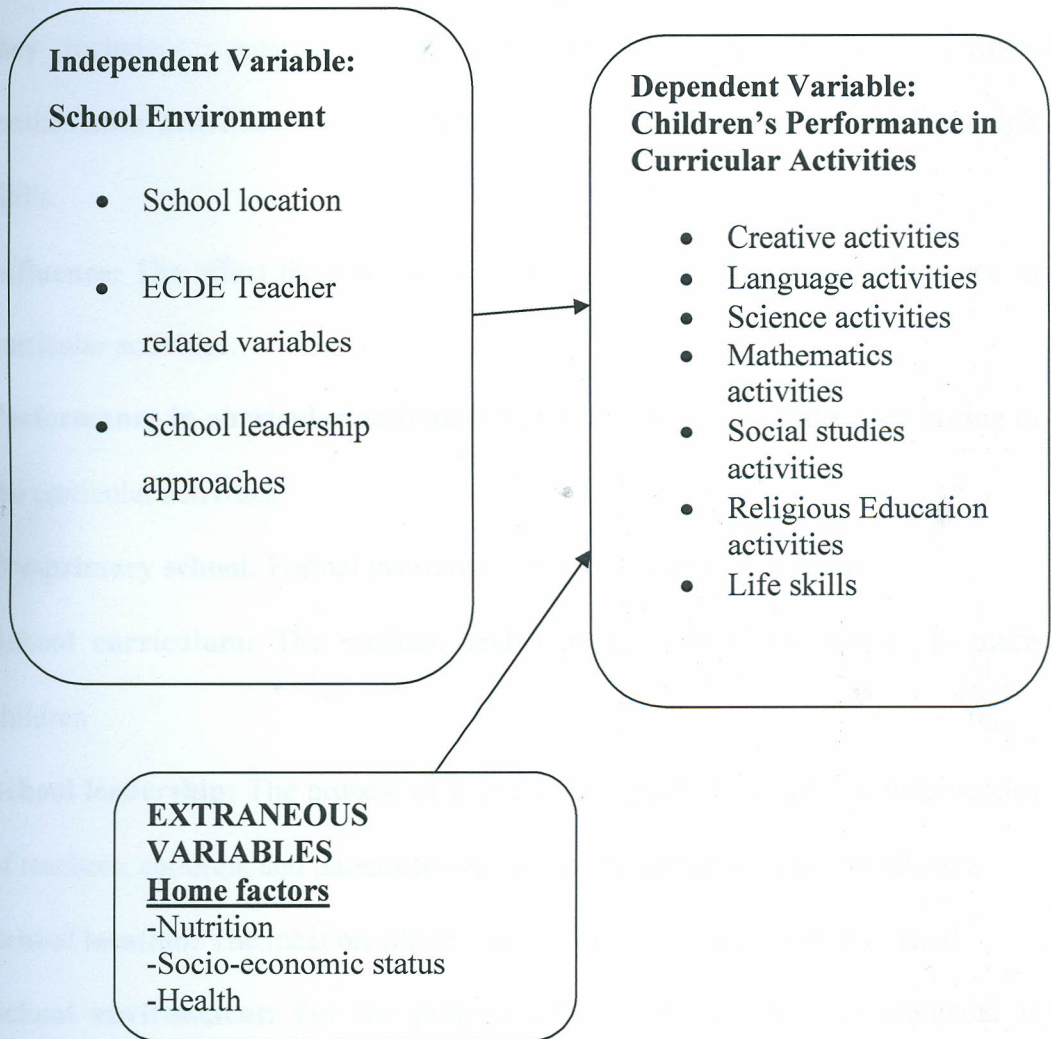 Independent Variable:
School Environment
• School location
• ECDE Teacher
related variables
• School leadership
approaches
Dependent Variable:
Children's Performance in
Curricular Activities
• Creative activities
• Language activities
• Science activities
• Mathematics
activities
• Social studies
activities
• Religious Education
activities
• Life skills
EXTRANEOUS
VARIABLES
Home factors
-Nutrition
-Socio-economic status
-Health